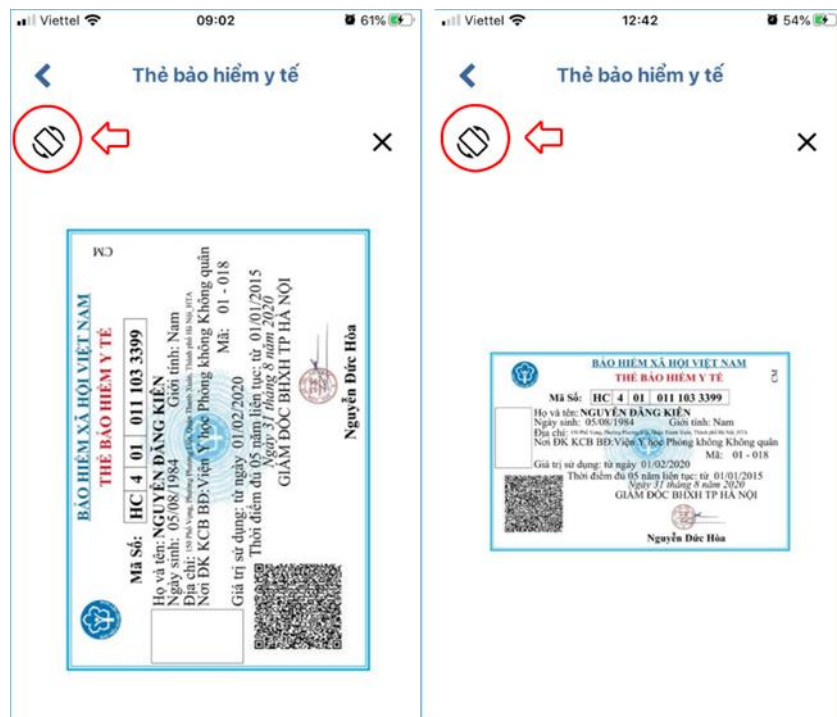 Viettel 09:02 61%
Thẻ bảo hiểm y tế
BẢO HIỂM XÃ HỘI VIỆT NAM
THẺ BẢO HIỂM Y TẾ
CM
Mã Số: HC 4 01 011 103 3399
Họ và tên: NGUYỄN ĐĂNG KIÊN
Ngày sinh: 05/08/1984 Giới tính: Nam
Địa chỉ:
Nơi ĐK KCB BĐ: Viện Y học Phòng không Không quân
Mã: 01 - 018
Giá trị sử dụng: từ ngày 01/02/2020
Thời điểm đủ 05 năm liên tục: từ 01/01/2015
Ngày 31 tháng 8 năm 2020
GIÁM ĐỐC BHXH TP HÀ NỘI
Nguyễn Đức Hòa
Viettel 12:42 54%
Thẻ bảo hiểm y tế
BẢO HIỂM XÃ HỘI VIỆT NAM
THẺ BẢO HIỂM Y TẾ
CM
Mã Số: HC 4 01 011 103 3399
Họ và tên: NGUYỄN ĐĂNG KIÊN
Ngày sinh: 05/08/1984 Giới tính: Nam
Địa chỉ:
Nơi ĐK KCB BĐ: Viện Y học Phòng không Không quân
Mã: 01 - 018
Giá trị sử dụng: từ ngày 01/02/2020
Thời điểm đủ 05 năm liên tục: từ 01/01/2015
Ngày 31 tháng 8 năm 2020
GIÁM ĐỐC BHXH TP HÀ NỘI
Nguyễn Đức Hòa